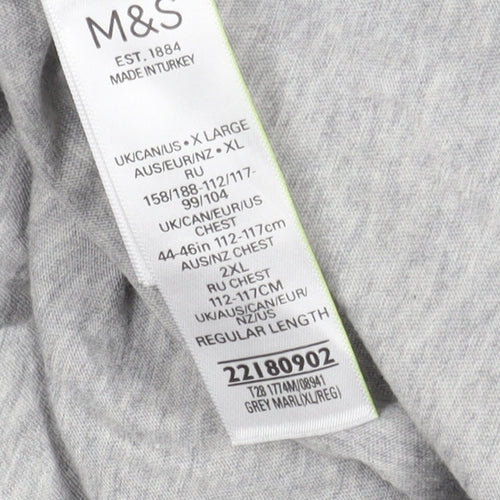 M&S
EST. 1884
MADE IN TURKEY
UK/CAN/US • X LARGE
AUS/EUR/NZ • XL
RU
158/188-112/117-
99/104
UK/CAN/EUR/US
CHEST
44-46in 112-117cm
AUS/NZ CHEST
2XL
RU CHEST
112-117CM
UK/AUS/CAN/EUR/
NZ/US
REGULAR LENGTH
22180902
T28 1774M/08941
GREY MARL(XL/REG)